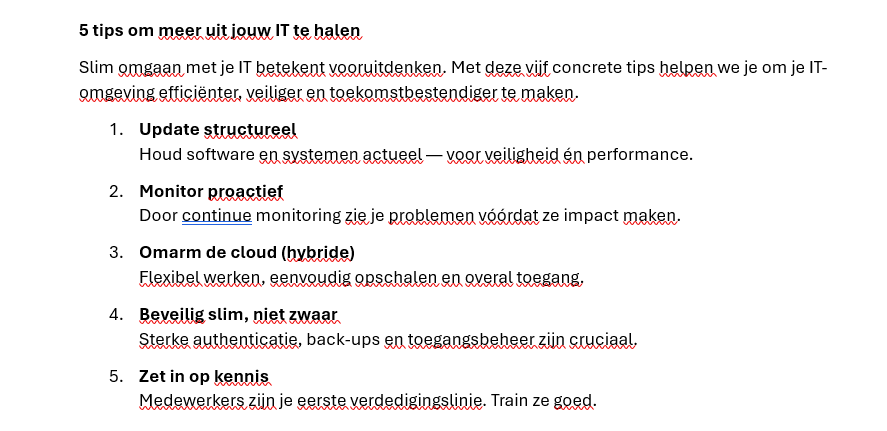 5 tips om meer uit jouw IT te halen
Slim omgaan met je IT betekent vooruitdenken. Met deze vijf concrete tips helpen we je om je IT-
omgeving efficiënter, veiliger en toekomstbestendiger te maken.
1. Update structureel
Houd software en systemen actueel — voor veiligheid én performance.
2. Monitor proactief
Door continue monitoring zie je problemen vóórdat ze impact maken.
3. Omarm de cloud (hybride)
Flexibel werken, eenvoudig opschalen en overal toegang.
4. Beveilig slim, niet zwaar
Sterke authenticatie, back-ups en toegangsbeheer zijn cruciaal.
5. Zet in op kennis
Medewerkers zijn je eerste verdedigingslinie. Train ze goed.